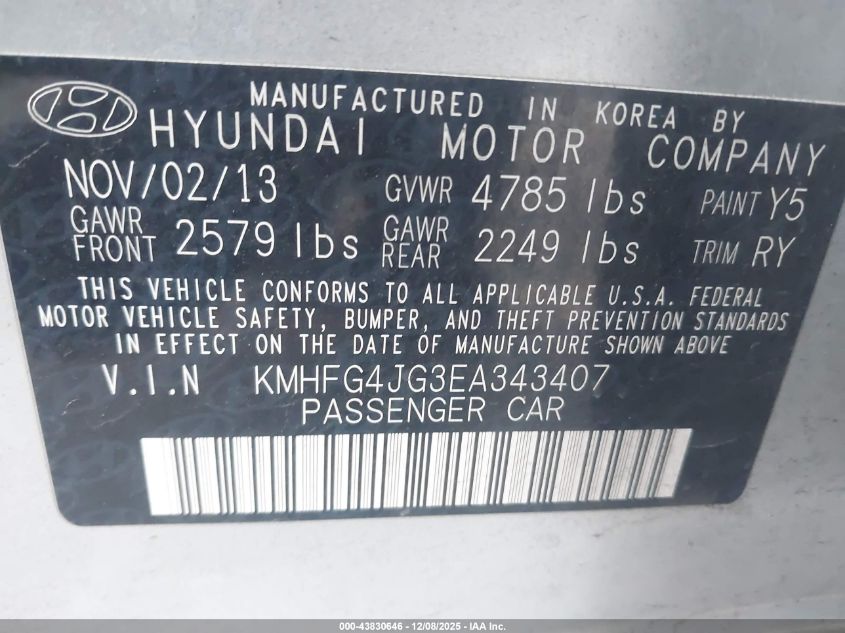 MANUFACTURED IN KOREA BY
HYUNDAI MOTOR COMPANY
NOV/02/13 GVWR 4785 lbs PAINT Y5
GAWR FRONT 2579 lbs GAWR REAR 2249 lbs TRIM RY
THIS VEHICLE CONFORMS TO ALL APPLICABLE U.S.A. FEDERAL
MOTOR VEHICLE SAFETY, BUMPER, AND THEFT PREVENTION STANDARDS
IN EFFECT ON THE DATE OF MANUFACTURE SHOWN ABOVE
V.I.N KMHFG4JG3EA343407
PASSENGER CAR
000-43830646 - 12/08/2025 - IAA Inc.